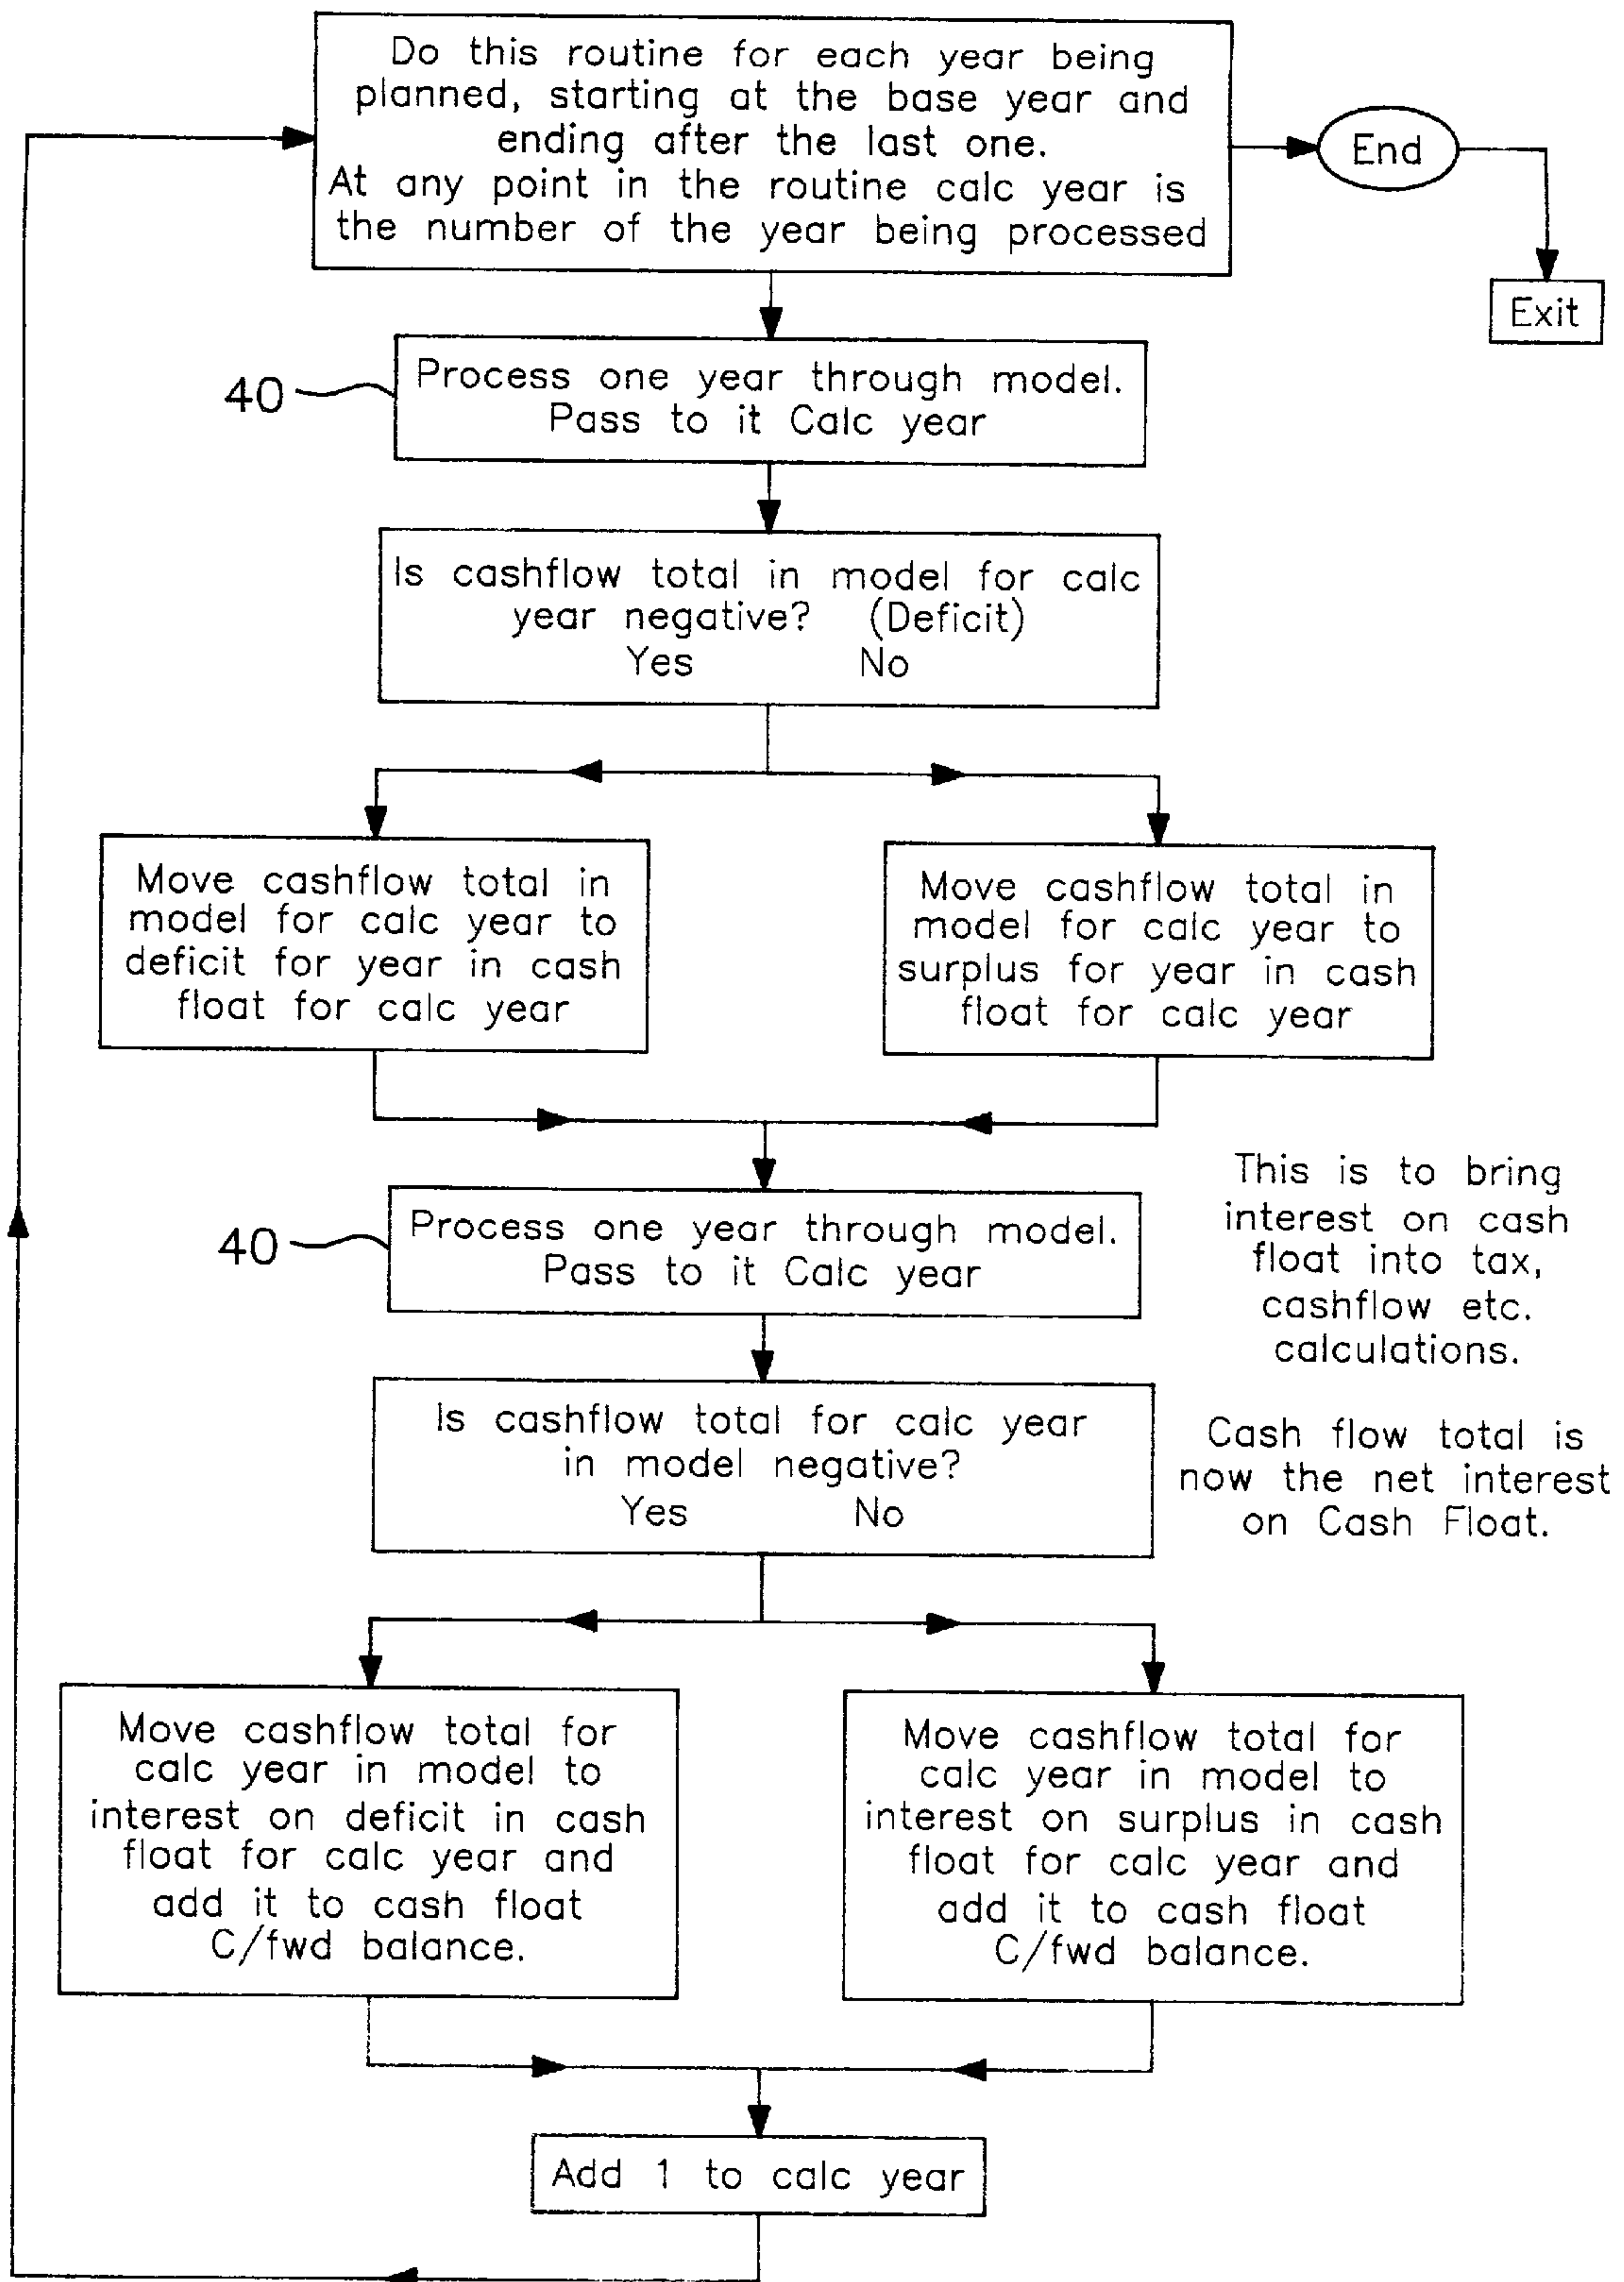 Do this routine for each year being
planned, starting at the base year and
ending after the last one.
At any point in the routine calc year is
the number of the year being processed
End
Exit
40
Process one year through model.
Pass to it Calc year
Is cashflow total in model for calc
year negative? (Deficit)
Yes No
Move cashflow total in
model for calc year to
deficit for year in cash
float for calc year
Move cashflow total in
model for calc year to
surplus for year in cash
float for calc year
40
Process one year through model.
Pass to it Calc year
This is to bring
interest on cash
float into tax,
cashflow etc.
calculations.
Is cashflow total for calc year
in model negative?
Yes No
Cash flow total is
now the net interest
on Cash Float.
Move cashflow total for
calc year in model to
interest on deficit in cash
float for calc year and
add it to cash float
C/fwd balance.
Move cashflow total for
calc year in model to
interest on surplus in cash
float for calc year and
add it to cash float
C/fwd balance.
Add 1 to calc year